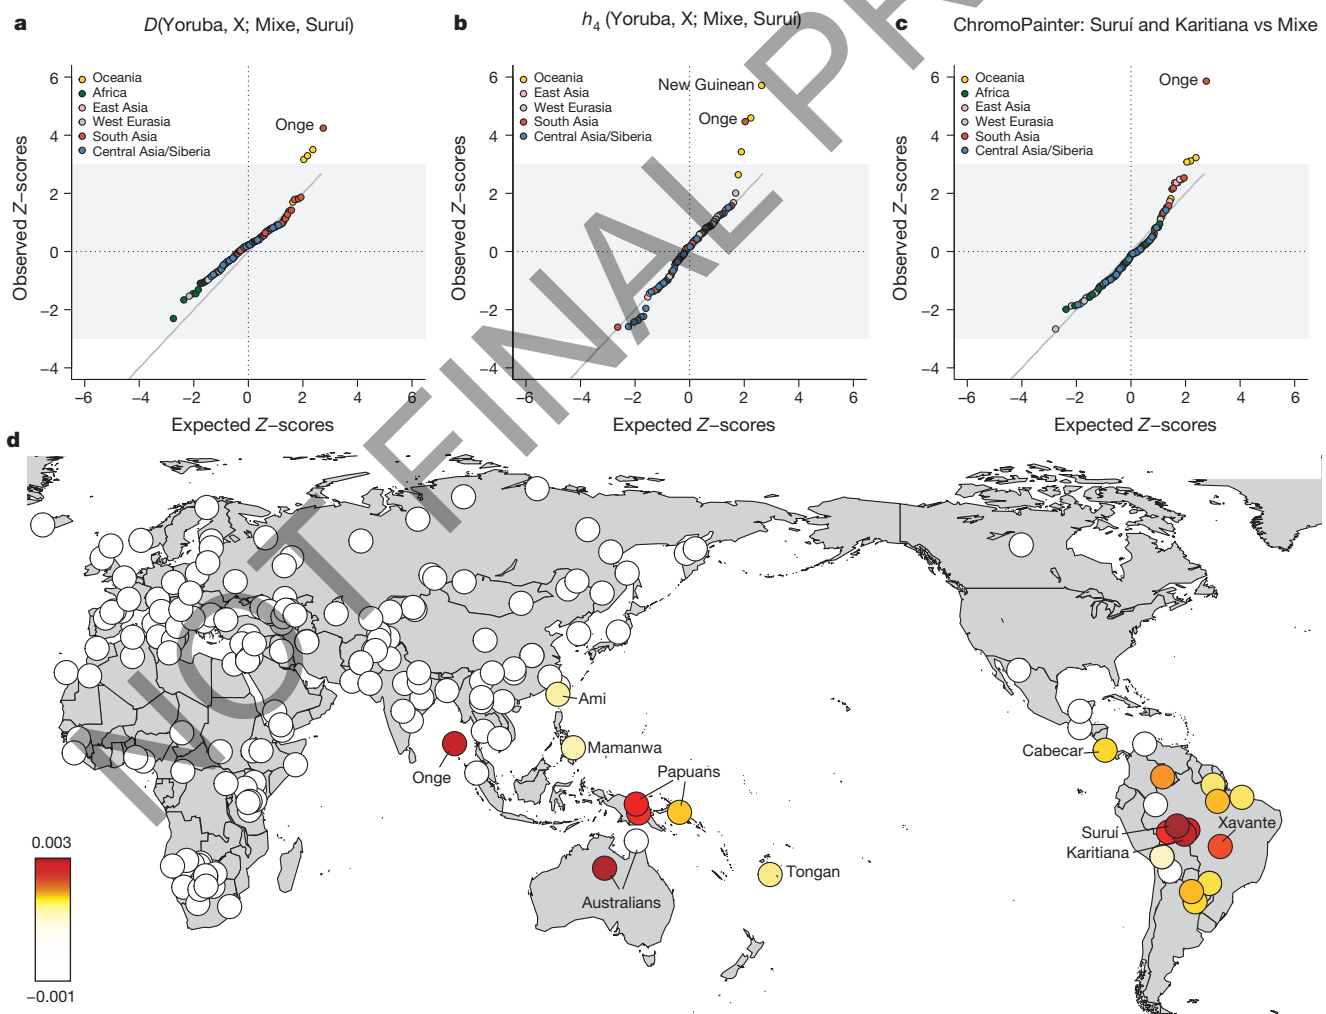 a
D(Yoruba, X; Mixe, Suruí)
6
4
2
0
−2
−4
−6
−4
−2
0
2
4
6
Observed Z−scores
Expected Z−scores
Oceania
Africa
East Asia
West Eurasia
South Asia
Central Asia/Siberia
Onge
b
h4 (Yoruba, X; Mixe, Suruí)
6
4
2
0
−2
−4
−6
−4
−2
0
2
4
6
Observed Z−scores
Expected Z−scores
Oceania
East Asia
West Eurasia
South Asia
Central Asia/Siberia
New Guinean
Onge
c
ChromoPainter: Suruí and Karitiana vs Mixe
6
4
2
0
−2
−4
−6
−4
−2
0
2
4
6
Observed Z−scores
Expected Z−scores
Oceania
Africa
East Asia
West Eurasia
South Asia
Central Asia/Siberia
Onge
d
Ami
Mamanwa
Onge
Papuans
Australians
Tongan
Cabecar
Suruí
Karitiana
Xavante
0.003
−0.001
NOT FINAL PR